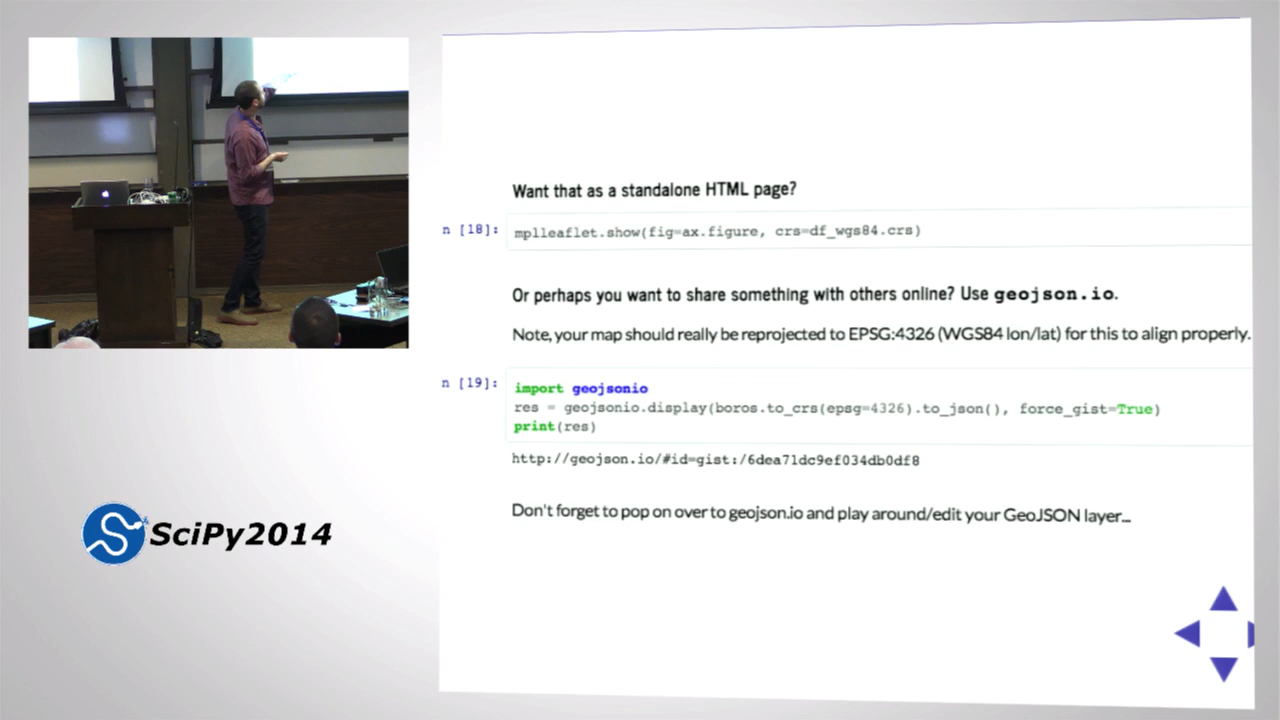 Want that as a standalone HTML page?
n [18]:
mplleaflet.show(fig=ax.figure, crs=df_wgs84.crs)
Or perhaps you want to share something with others online? Use geojson.io.
Note, your map should really be reprojected to EPSG:4326 (WGS84 lon/lat) for this to align properly.
n [19]:
import geojsonio
res = geojsonio.display(boros.to_crs(epsg=4326).to_json(), force_gist=True)
print(res)
http://geojson.io/#id=gist:/6dea71dc9ef034db0df8
Don't forget to pop on over to geojson.io and play around/edit your GeoJSON layer...
SciPy2014